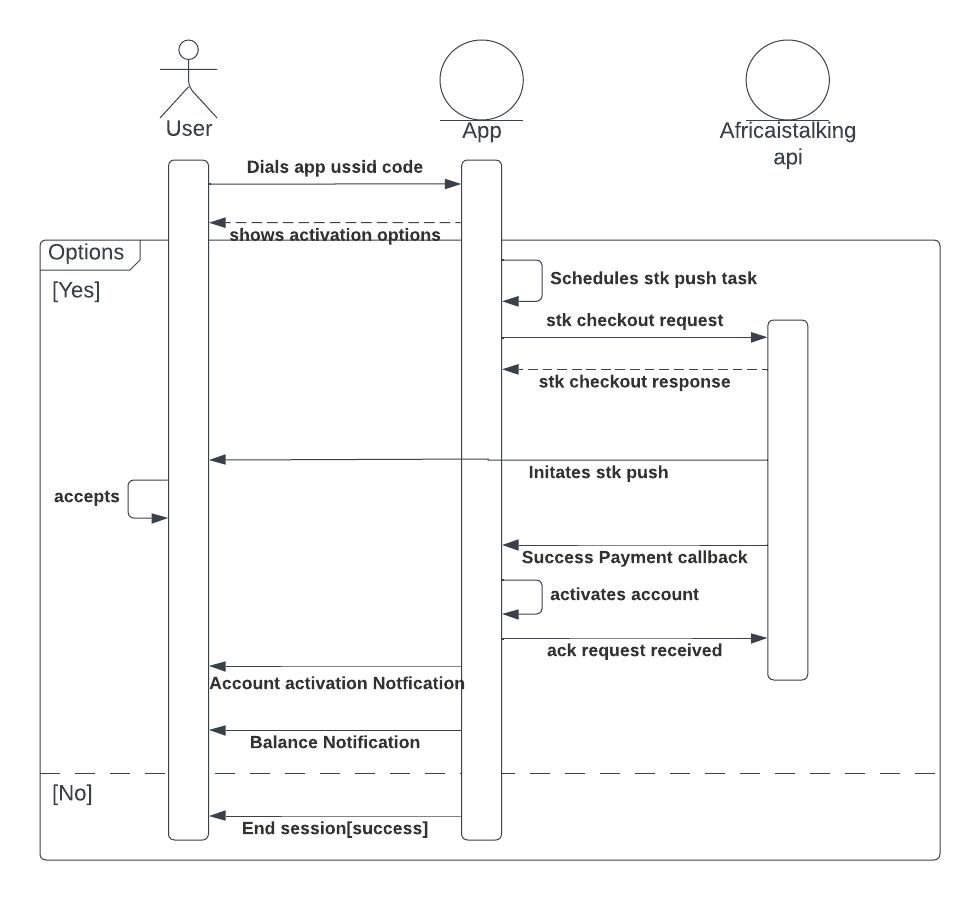 User
App
Africaistalking
api
Dials app ussid code
shows activation options
Options
[Yes]
Schedules stk push task
stk checkout request
stk checkout response
Initates stk push
accepts
Success Payment callback
activates account
ack request received
Account activation Notfication
Balance Notification
[No]
End session[success]